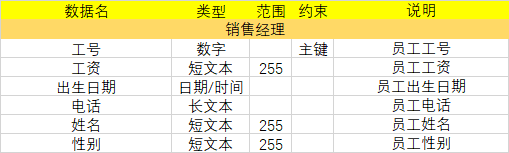 数据名 类型 范围 约束 说明
销售经理
工号 数字 主键 员工工号
工资 短文本 255 员工工资
出生日期 日期/时间 员工出生日期
电话 长文本 员工电话
姓名 短文本 255 员工姓名
性别 短文本 255 员工性别